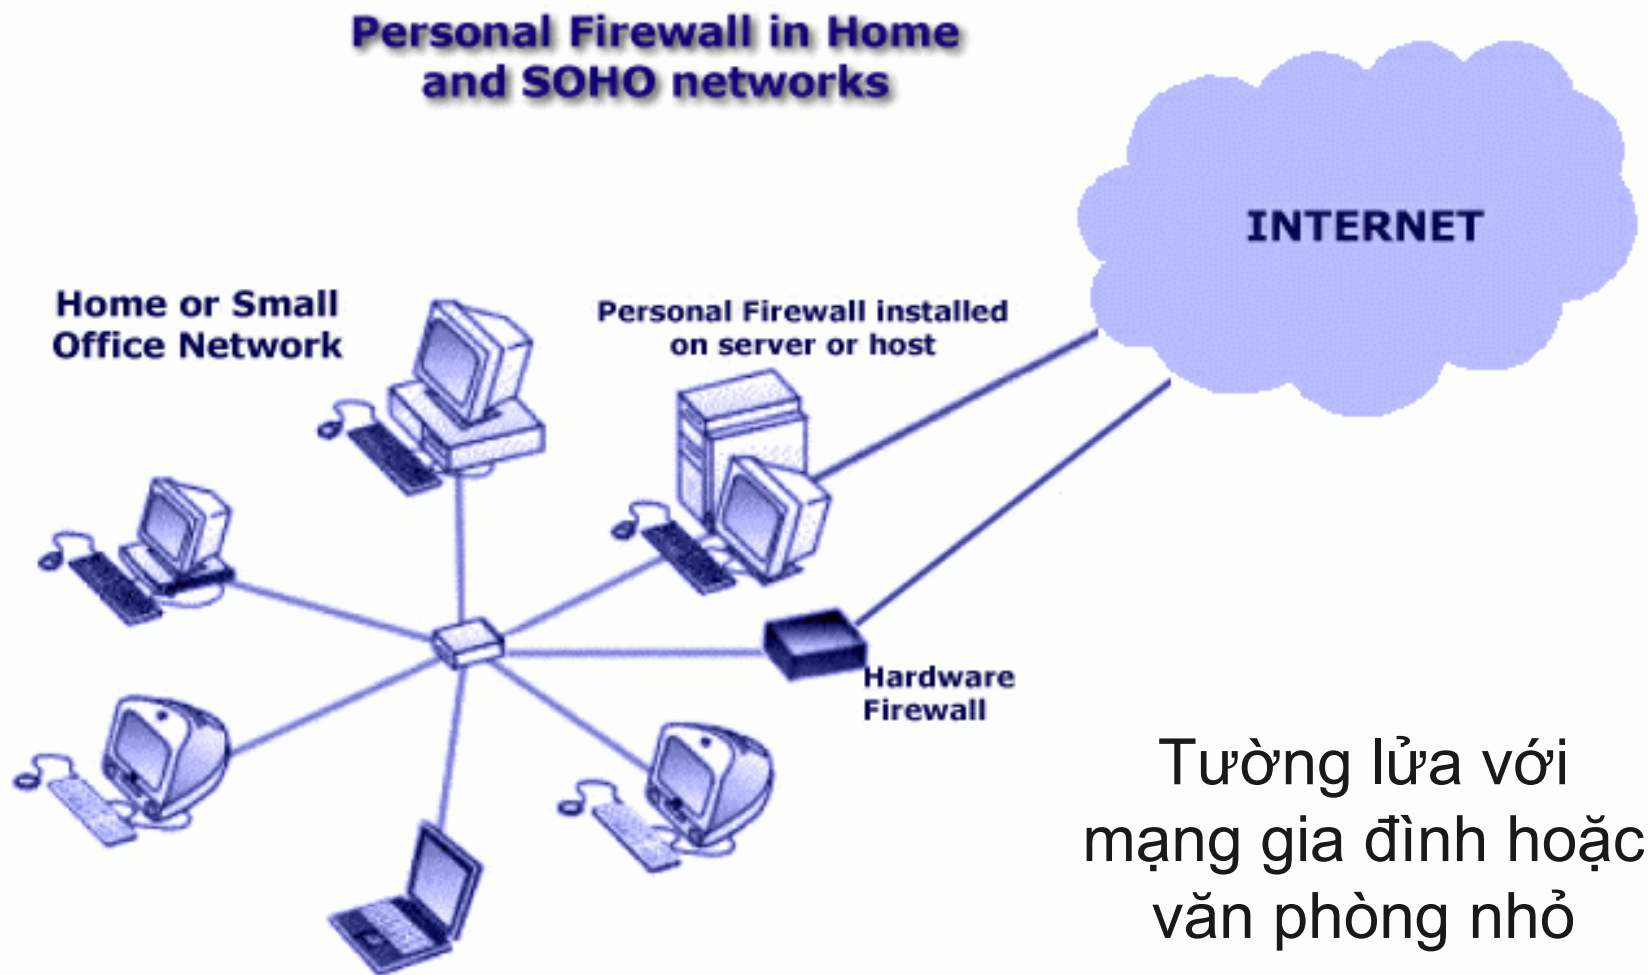 Personal Firewall in Home
and SOHO networks
INTERNET
Home or Small
Office Network
Personal Firewall installed
on server or host
Hardware
Firewall
Tường lửa với
mạng gia đình hoặc
văn phòng nhỏ